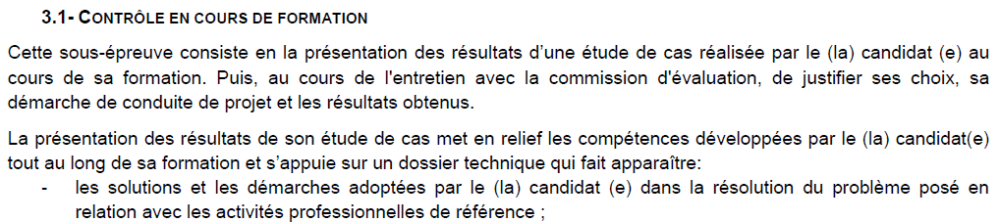 3.1- CONTRÔLE EN COURS DE FORMATION
Cette sous-épreuve consiste en la présentation des résultats d'une étude de cas réalisée par le (la) candidat (e) au
cours de sa formation. Puis, au cours de l'entretien avec la commission d'évaluation, de justifier ses choix, sa
démarche de conduite de projet et les résultats obtenus.
La présentation des résultats de son étude de cas met en relief les compétences développées par le (la) candidat(e)
tout au long de sa formation et s'appuie sur un dossier technique qui fait apparaître:
- les solutions et les démarches adoptées par le (la) candidat (e) dans la résolution du problème posé en
relation avec les activités professionnelles de référence ;